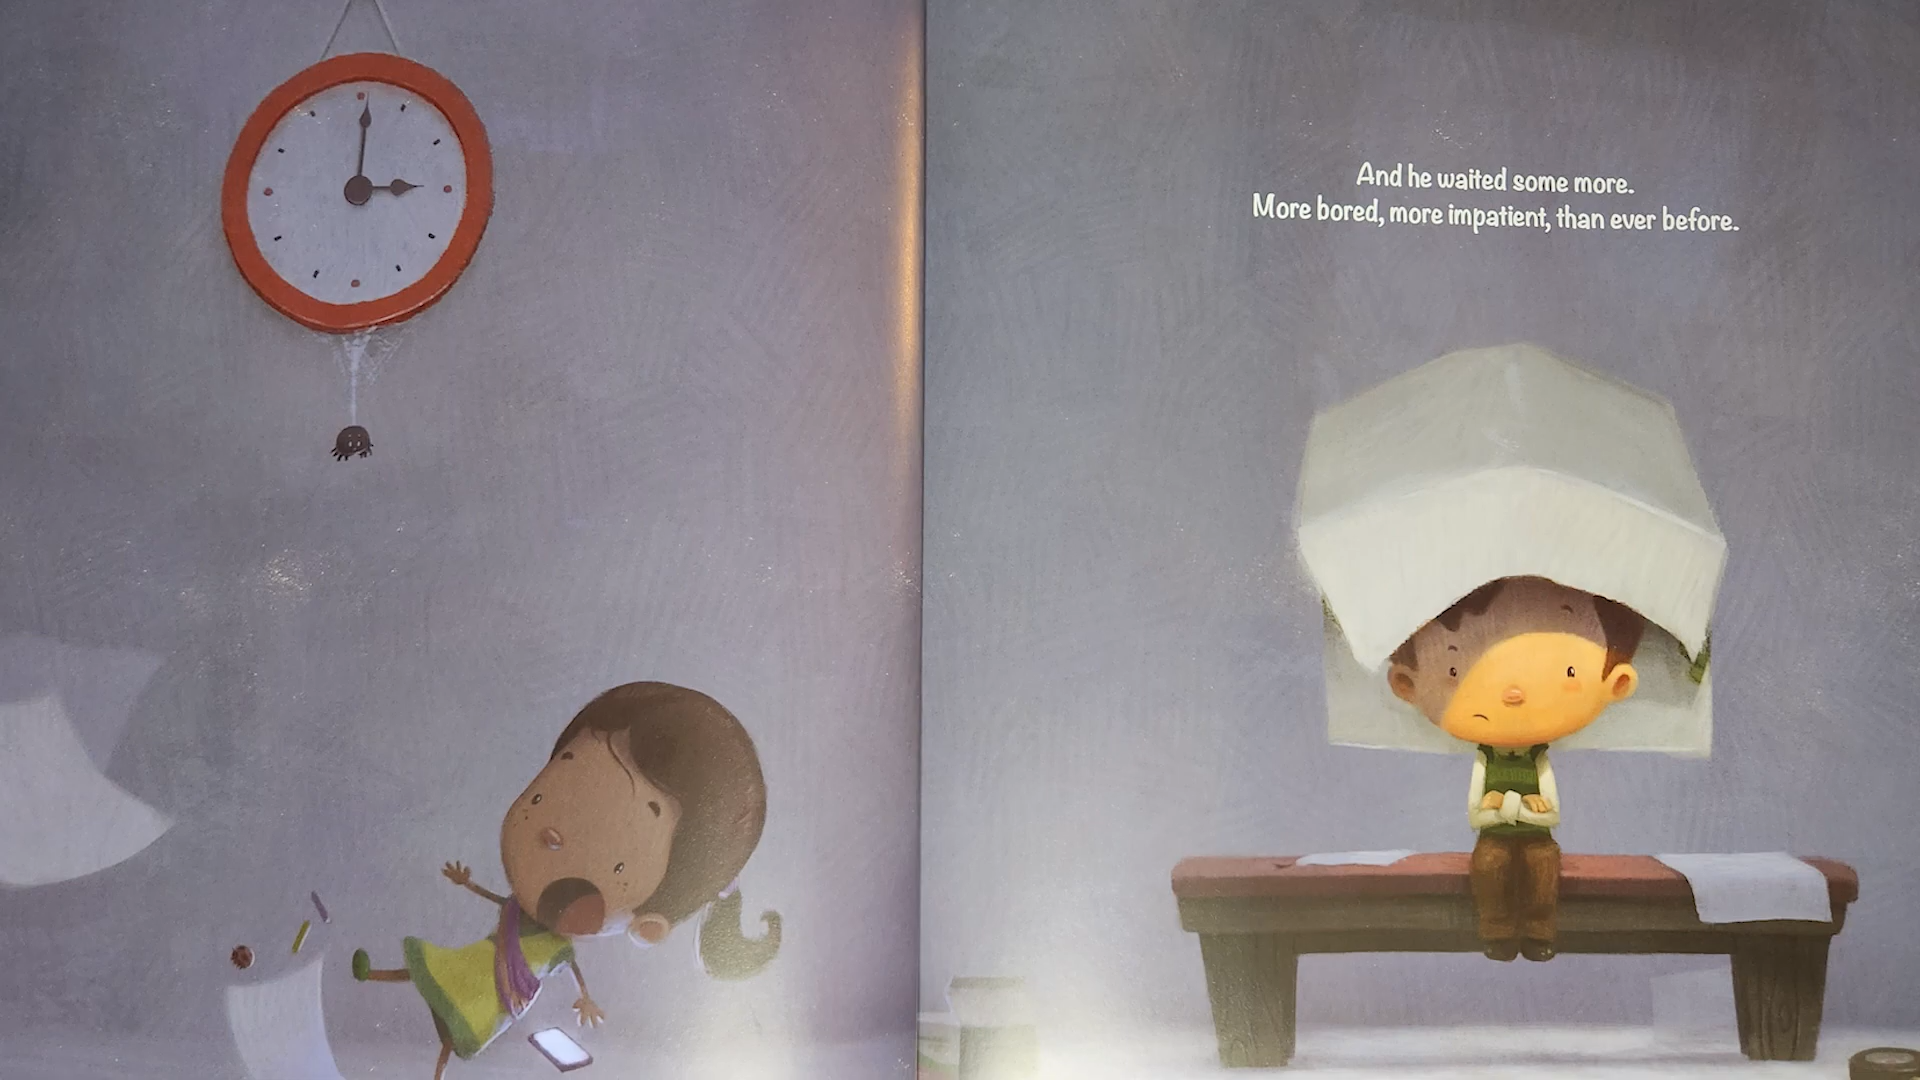 And he waited some more.
More bored, more impatient, than ever before.